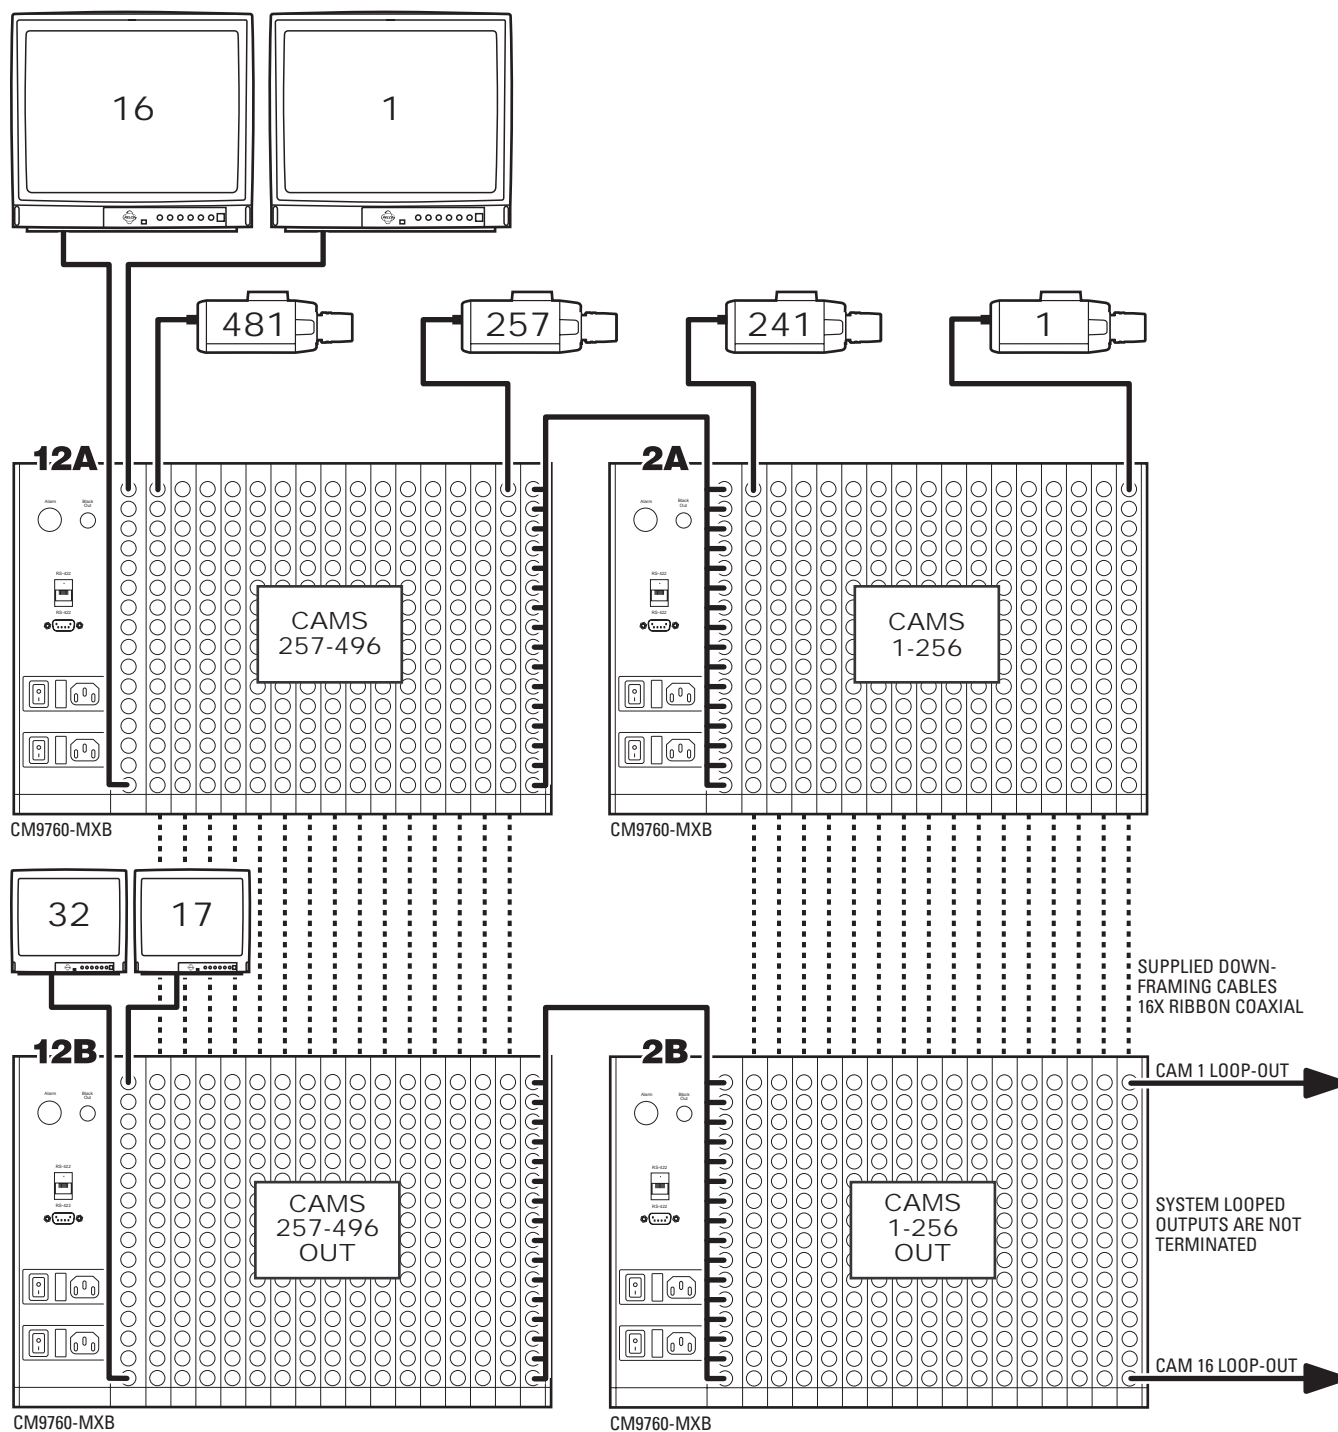 16
1
481
257
241
1
12A
2A
Alarm
Black
Out
RS-422
RS-422
CAMS
257-496
Alarm
Black
Out
RS-422
RS-422
CAMS
1-256
CM9760-MXB
CM9760-MXB
32
17
SUPPLIED DOWN-
FRAMING CABLES
16X RIBBON COAXIAL
12B
2B
CAM 1 LOOP-OUT
Alarm
Black
Out
RS-422
RS-422
CAMS
257-496
OUT
Alarm
Black
Out
RS-422
RS-422
CAMS
1-256
OUT
SYSTEM LOOPED
OUTPUTS ARE NOT
TERMINATED
CAM 16 LOOP-OUT
CM9760-MXB
CM9760-MXB